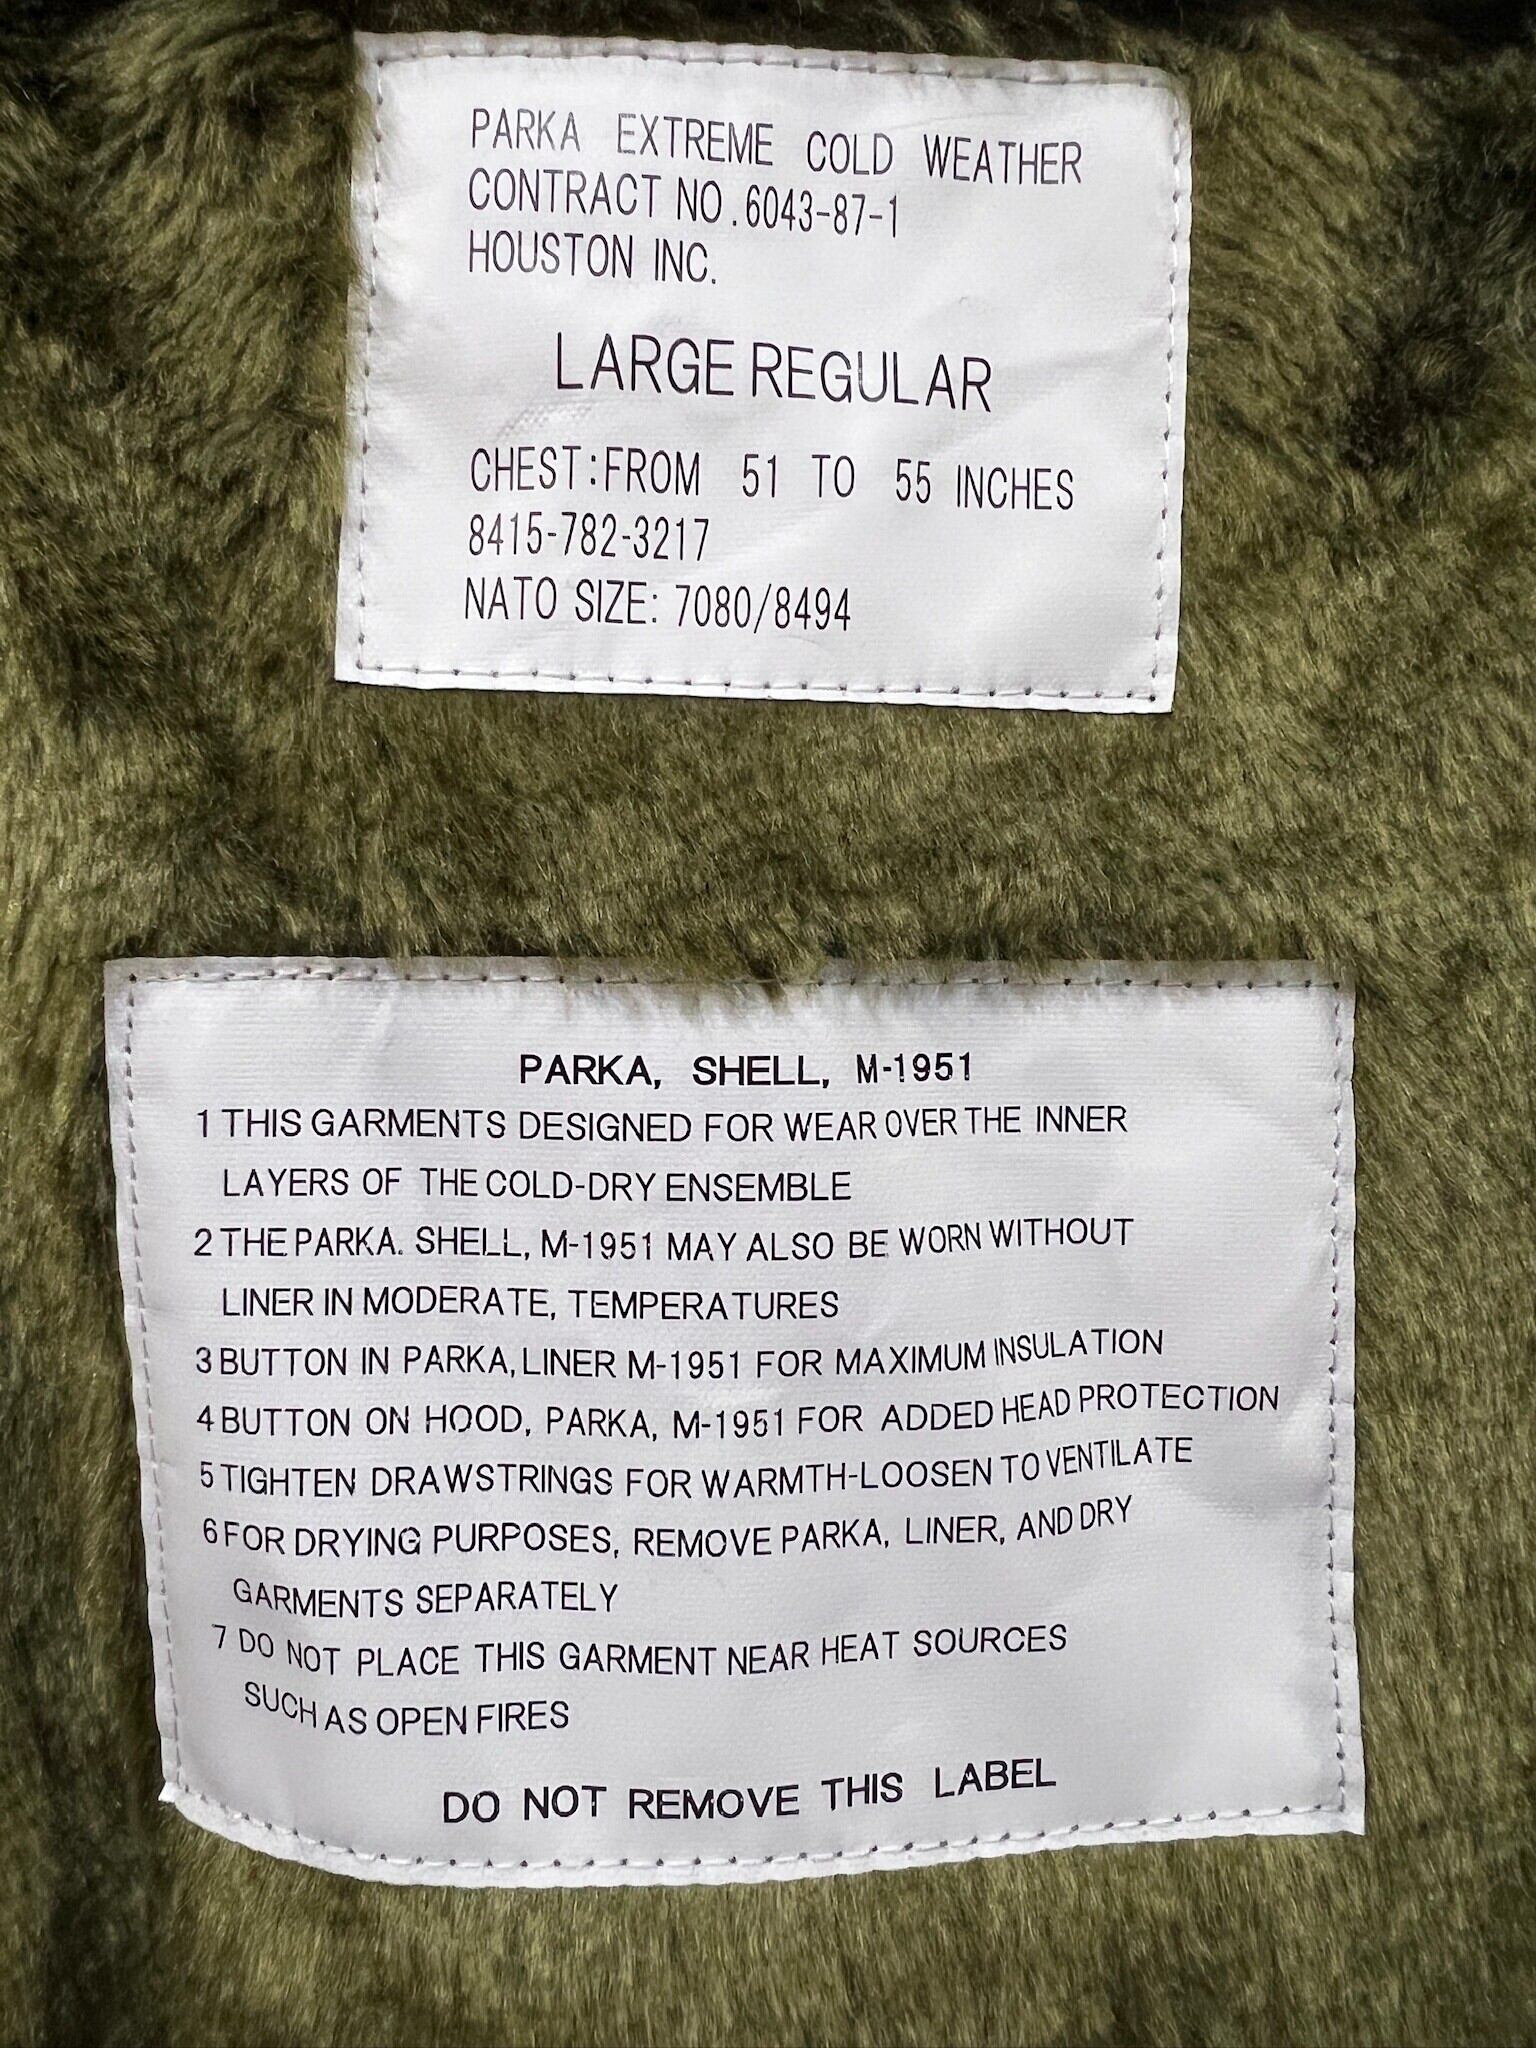 PARKA EXTREME COLD WEATHER
CONTRACT NO.6043-87-1
HOUSTON INC.
LARGE REGULAR
CHEST:FROM 51 TO 55 INCHES
8415-782-3217
NATO SIZE: 7080/8494
PARKA, SHELL, M-1951
1 THIS GARMENTS DESIGNED FOR WEAR OVER THE INNER
LAYERS OF THE COLD-DRY ENSEMBLE
2 THE PARKA. SHELL, M-1951 MAY ALSO BE WORN WITHOUT
LINER IN MODERATE, TEMPERATURES
3 BUTTON IN PARKA, LINER M-1951 FOR MAXIMUM INSULATION
4 BUTTON ON HOOD, PARKA, M-1951 FOR ADDED HEAD PROTECTION
5 TIGHTEN DRAWSTRINGS FOR WARMTH-LOOSEN TO VENTILATE
6 FOR DRYING PURPOSES, REMOVE PARKA, LINER, AND DRY
GARMENTS SEPARATELY
7 DO NOT PLACE THIS GARMENT NEAR HEAT SOURCES
SUCH AS OPEN FIRES
DO NOT REMOVE THIS LABEL